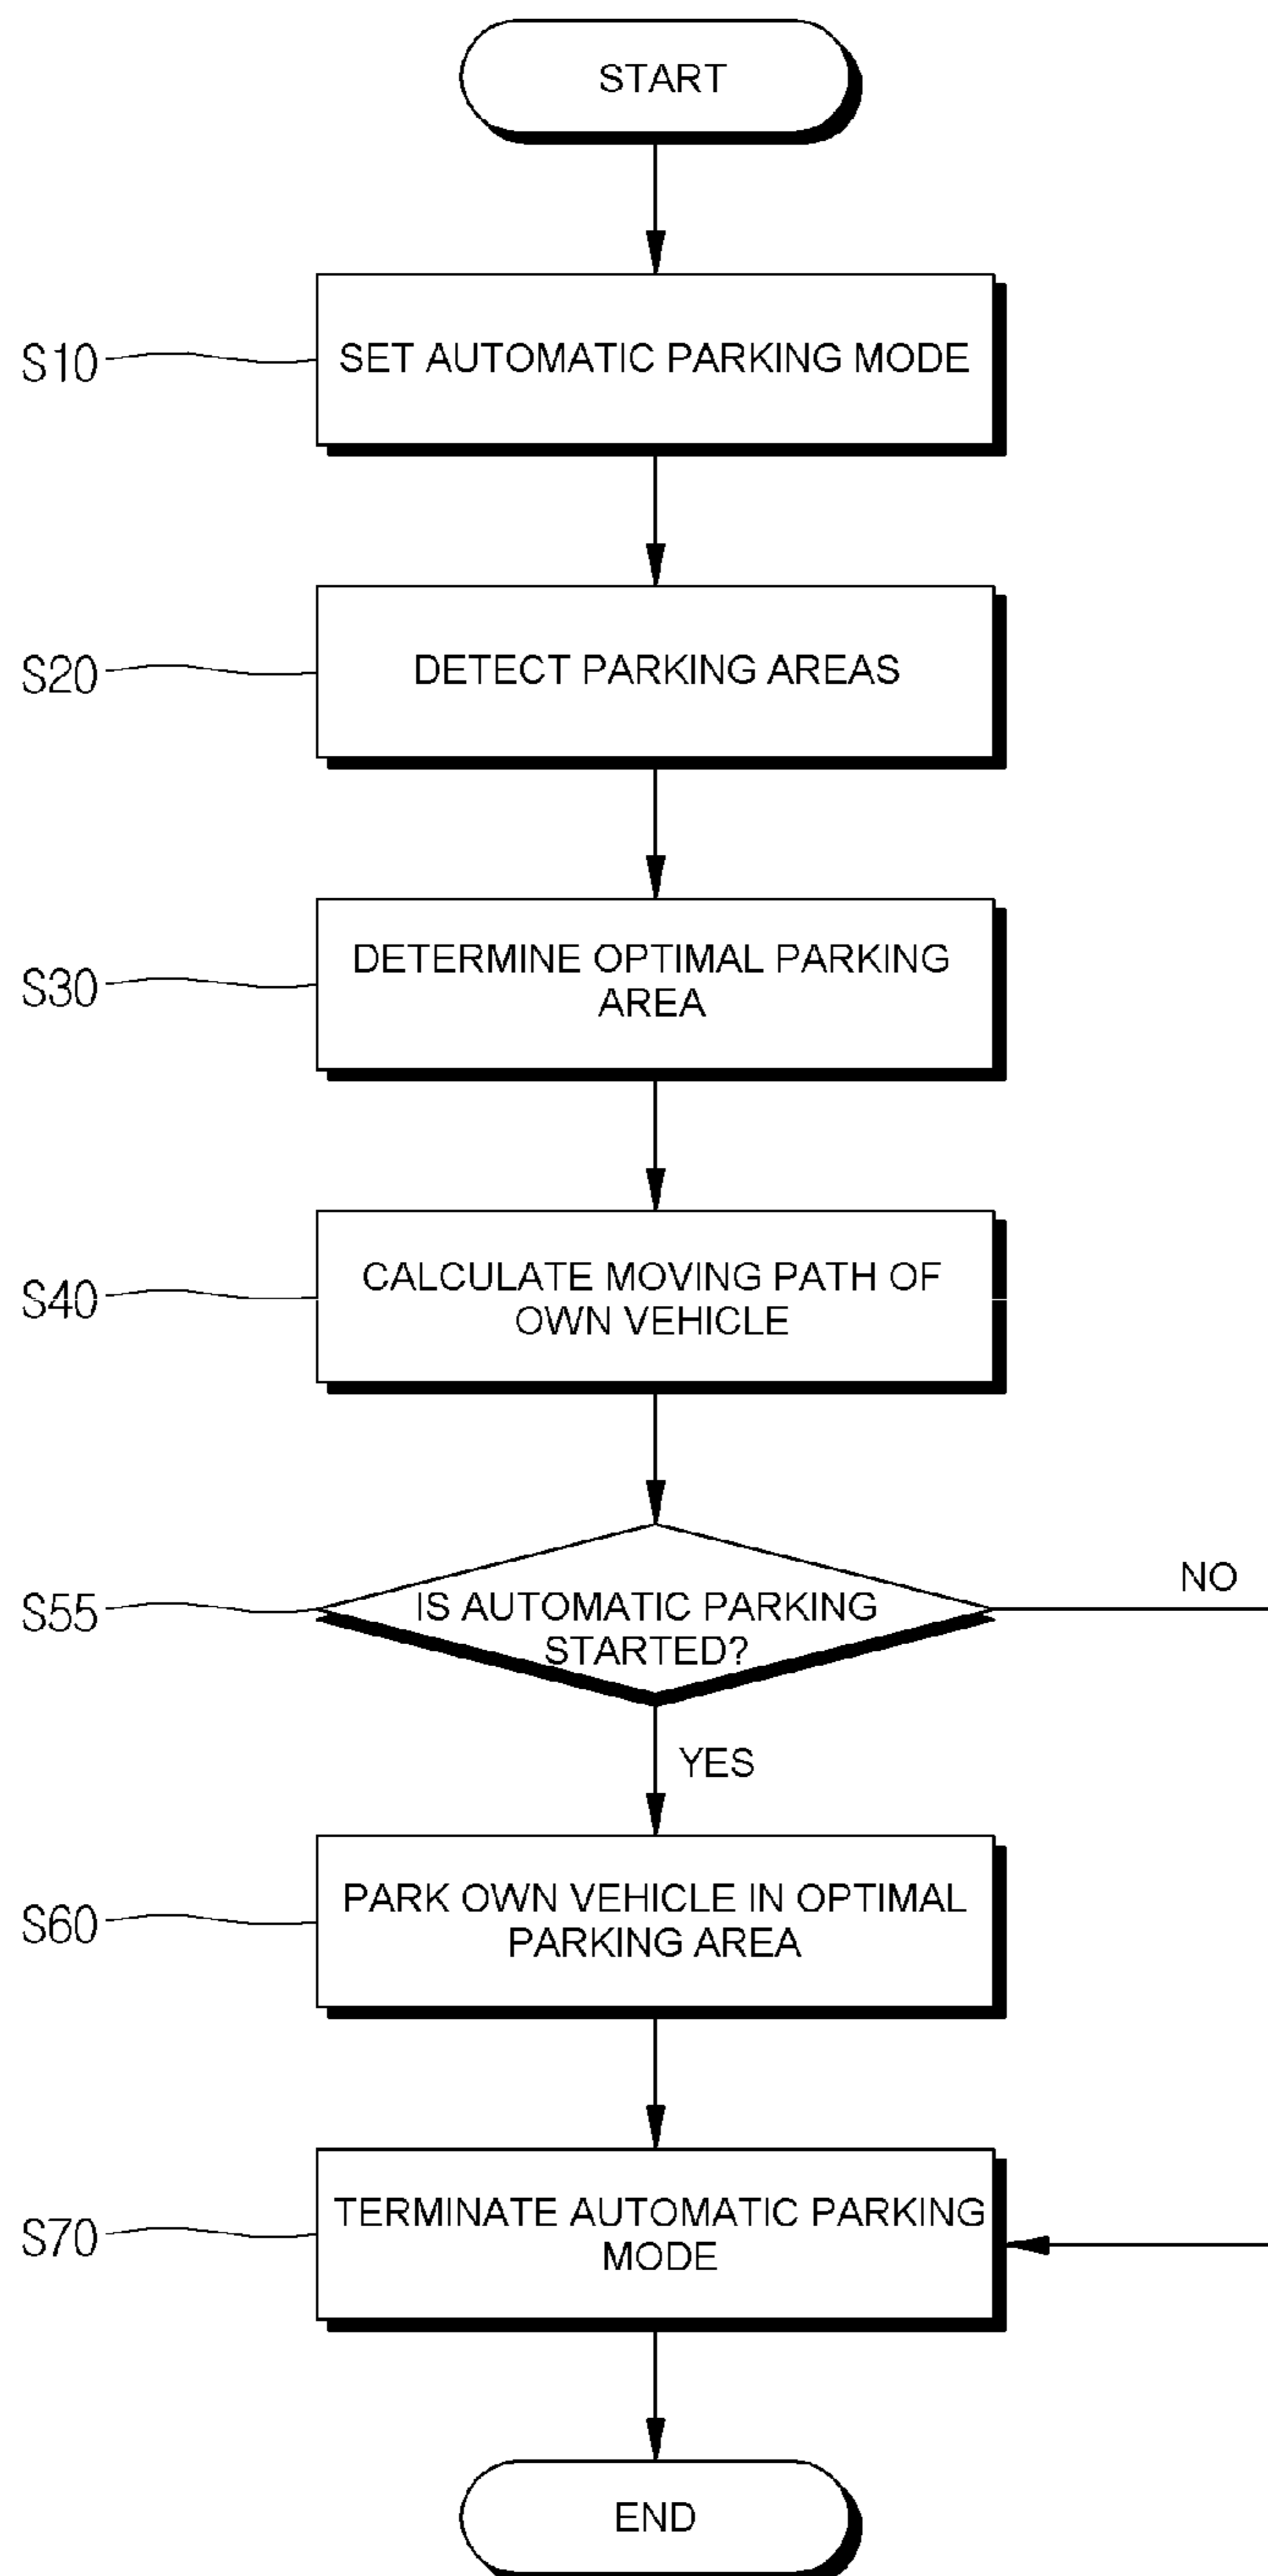 START
S10
SET AUTOMATIC PARKING MODE
S20
DETECT PARKING AREAS
S30
DETERMINE OPTIMAL PARKING
AREA
S40
CALCULATE MOVING PATH OF
OWN VEHICLE
S55
IS AUTOMATIC PARKING
STARTED?
NO
YES
S60
PARK OWN VEHICLE IN OPTIMAL
PARKING AREA
S70
TERMINATE AUTOMATIC PARKING
MODE
END